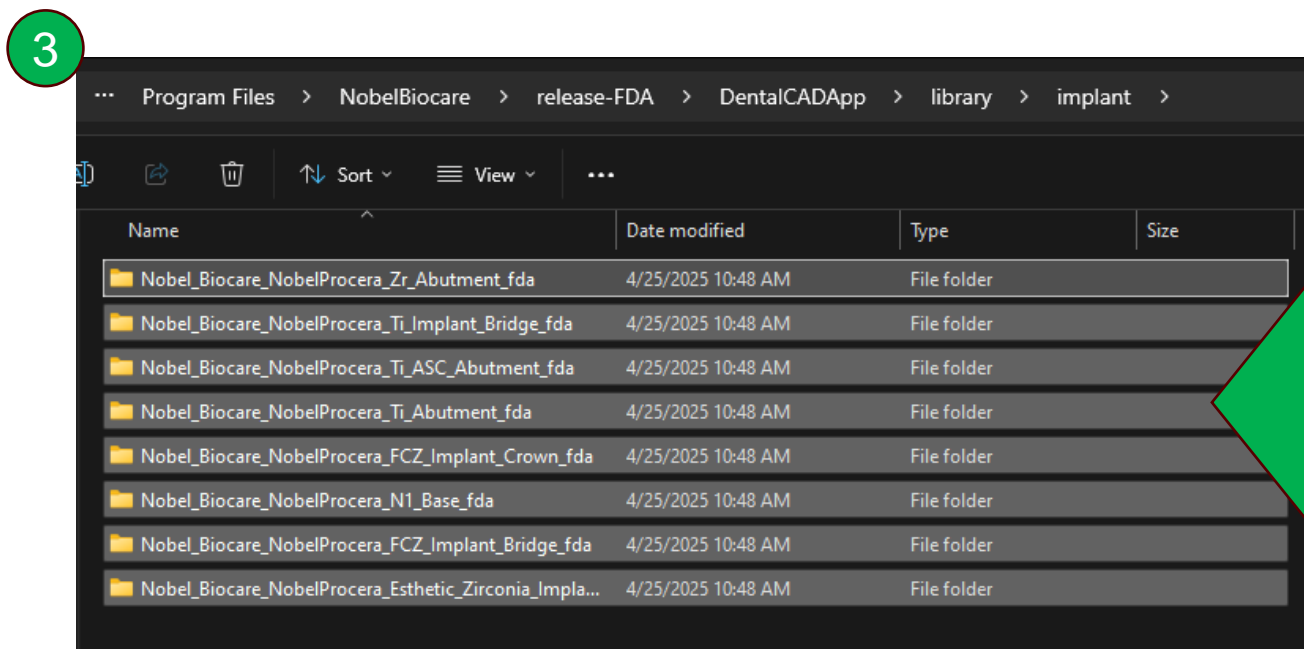 3
... Program Files > NobelBiocare > release-FDA > DentalCADApp > library > implant >
Sort View ...
Name Date modified Type Size
Nobel_Biocare_NobelProcera_Zr_Abutment_fda 4/25/2025 10:48 AM File folder
Nobel_Biocare_NobelProcera_Ti_Implant_Bridge_fda 4/25/2025 10:48 AM File folder
Nobel_Biocare_NobelProcera_Ti_ASC_Abutment_fda 4/25/2025 10:48 AM File folder
Nobel_Biocare_NobelProcera_Ti_Abutment_fda 4/25/2025 10:48 AM File folder
Nobel_Biocare_NobelProcera_FCZ_Implant_Crown_fda 4/25/2025 10:48 AM File folder
Nobel_Biocare_NobelProcera_N1_Base_fda 4/25/2025 10:48 AM File folder
Nobel_Biocare_NobelProcera_FCZ_Implant_Bridge_fda 4/25/2025 10:48 AM File folder
Nobel_Biocare_NobelProcera_Esthetic_Zirconia_Impla... 4/25/2025 10:48 AM File folder